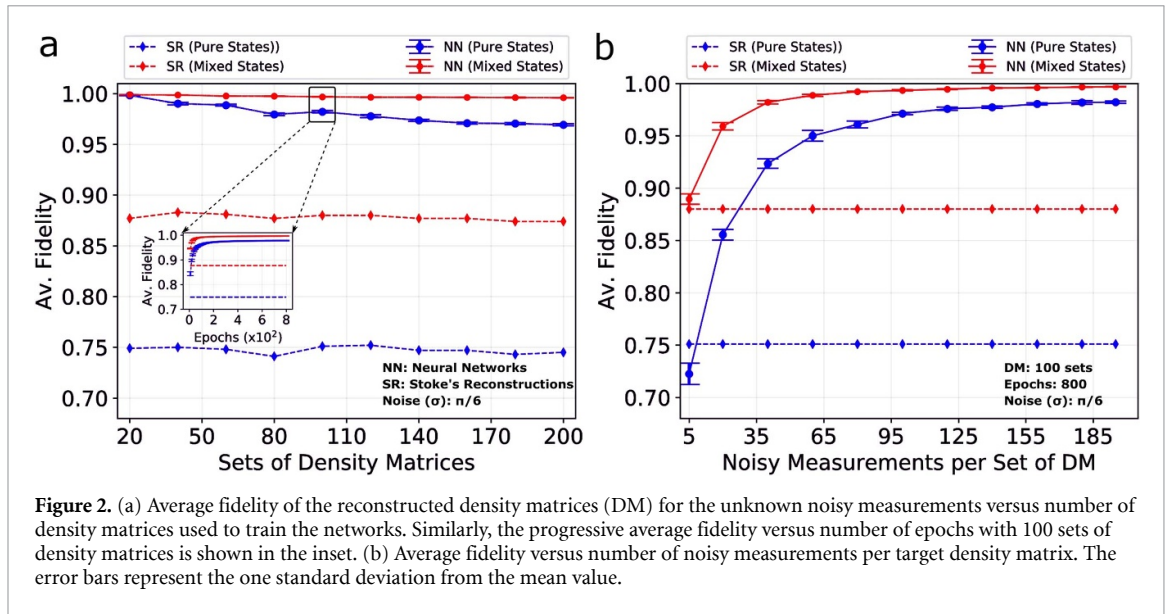 a
SR (Pure States))
SR (Mixed States)
NN (Pure States)
NN (Mixed States)
1.00
0.95
0.90
0.85
0.80
0.75
0.70
Av. Fidelity
1.0
0.9
0.8
0.7
Av. Fidelity
0 2 4 6 8
Epochs (x10²)
NN: Neural Networks
SR: Stoke's Reconstructions
Noise (σ): π/6
20 50 80 110 140 170 200
Sets of Density Matrices
b
SR (Pure States))
SR (Mixed States)
NN (Pure States)
NN (Mixed States)
1.00
0.95
0.90
0.85
0.80
0.75
0.70
Av. Fidelity
DM: 100 sets
Epochs: 800
Noise (σ): π/6
5 35 65 95 125 155 185
Noisy Measurements per Set of DM
Figure 2. (a) Average fidelity of the reconstructed density matrices (DM) for the unknown noisy measurements versus number of
density matrices used to train the networks. Similarly, the progressive average fidelity versus number of epochs with 100 sets of
density matrices is shown in the inset. (b) Average fidelity versus number of noisy measurements per target density matrix. The
error bars represent the one standard deviation from the mean value.